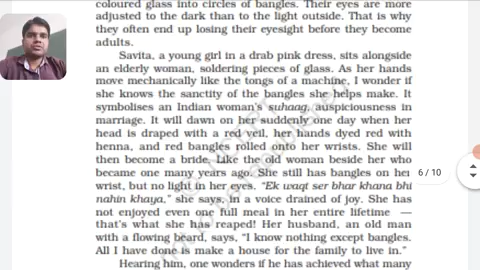 coloured glass into circles of bangles. Their eyes are more
adjusted to the dark than to the light outside. That is why
they often end up losing their eyesight before they become
adults.
Savita, a young girl in a drab pink dress, sits alongside
an elderly woman, soldering pieces of glass. As her hands
move mechanically like the tongs of a machine, I wonder if
she knows the sanctity of the bangles she helps make. It
symbolises an Indian woman's suhaag, auspiciousness in
marriage. It will dawn on her suddenly one day when her
head is draped with a red veil, her hands dyed red with
henna, and red bangles rolled onto her wrists. She will
then become a bride. Like the old woman beside her who
became one many years ago. She still has bangles on her
wrist, but no light in her eyes. "Ek waqt ser bhar khana bhi
nahin khaya," she says, in a voice drained of joy. She has
not enjoyed even one full meal in her entire lifetime —
that's what she has reaped! Her husband, an old man
with a flowing beard, says, "I know nothing except bangles.
All I have done is make a house for the family to live in."
Hearing him, one wonders if he has achieved what many
6 / 10